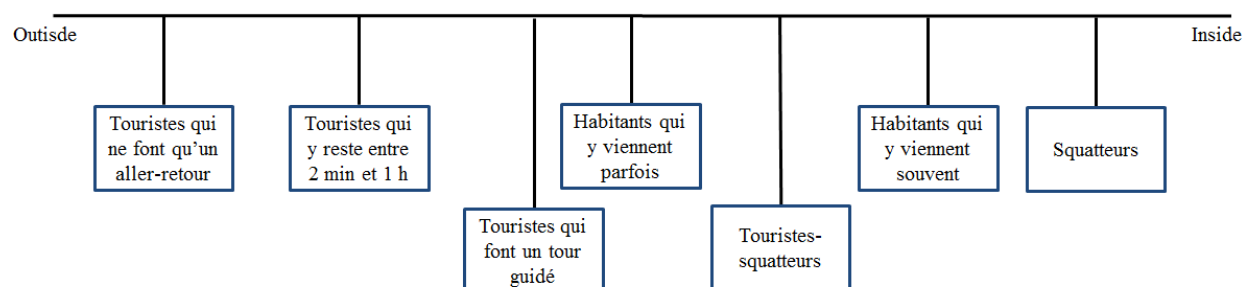 Outisde
Inside
Touristes qui
ne font qu'un
aller-retour
Touristes qui
y reste entre
2 min et 1 h
Touristes qui
font un tour
guidé
Habitants qui
y viennent
parfois
Touristes-
squatteurs
Habitants qui
y viennent
souvent
Squatteurs